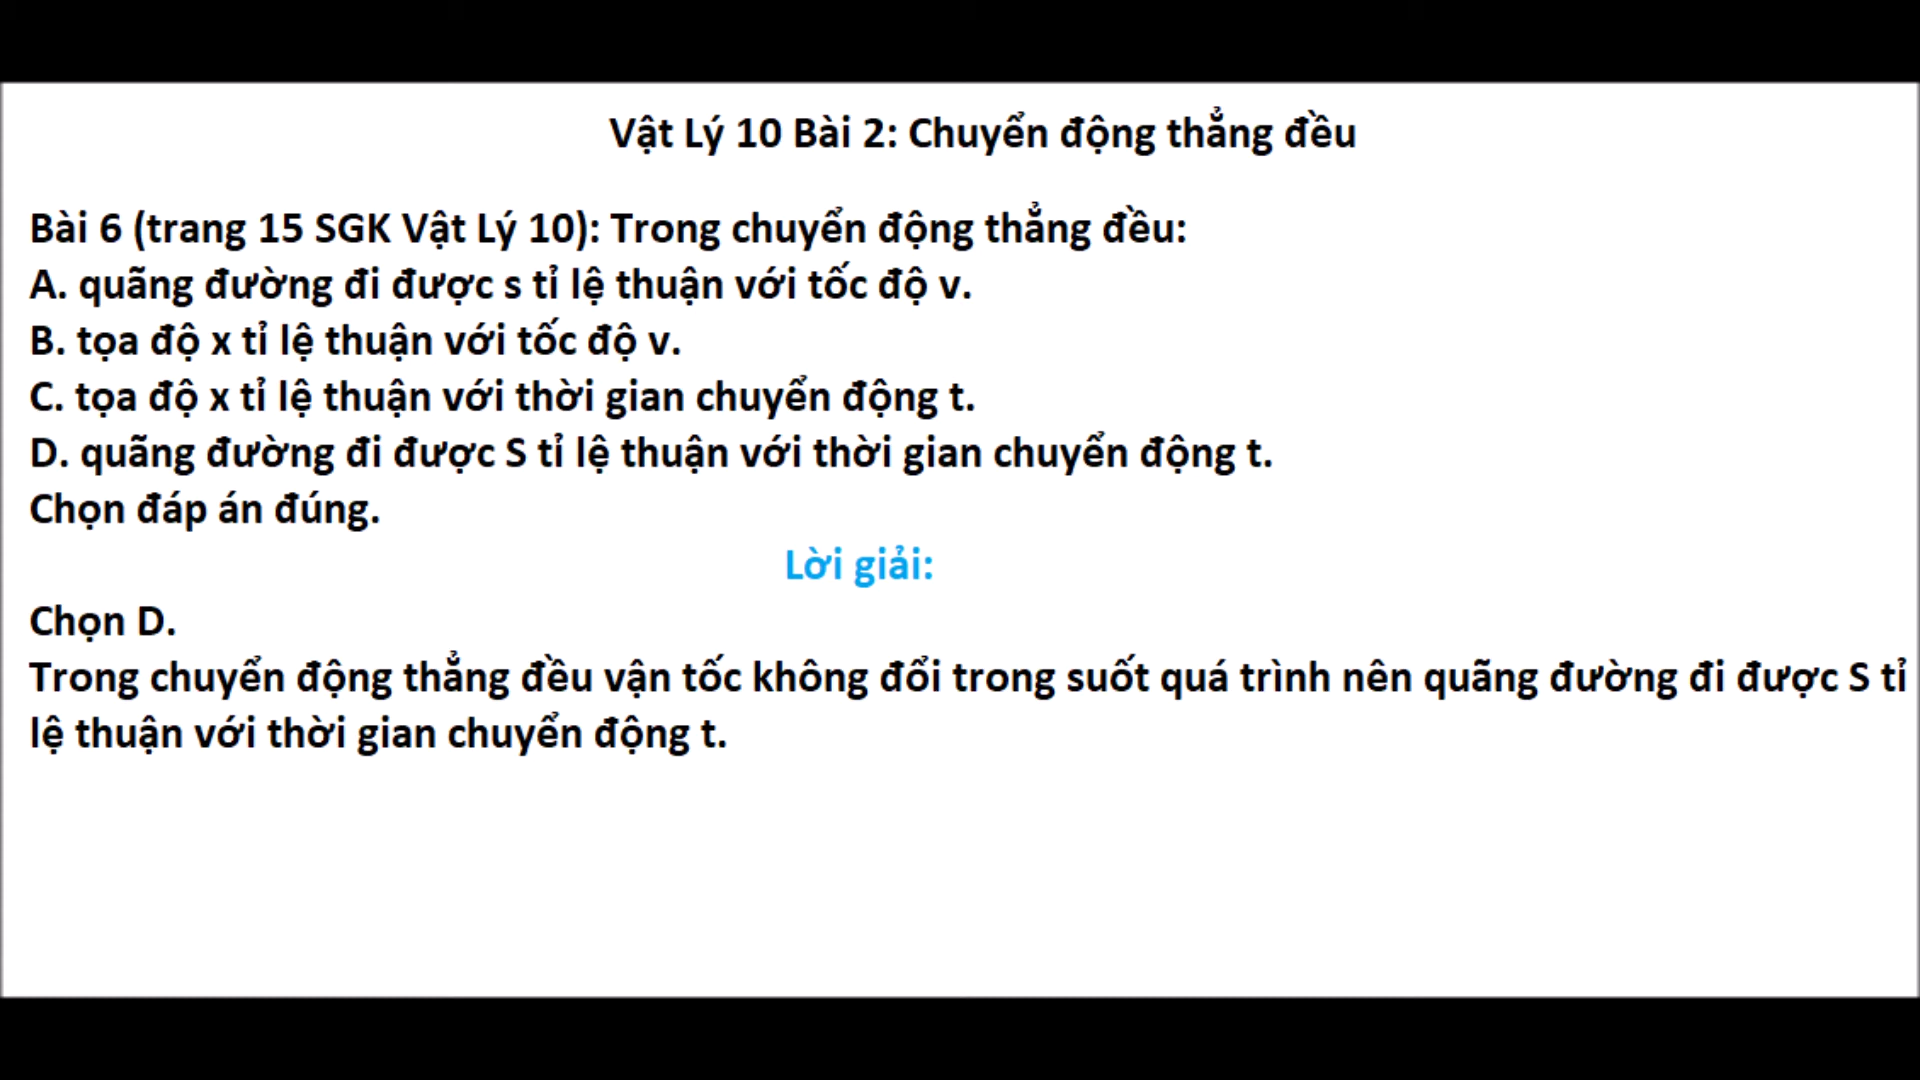 Vật Lý 10 Bài 2: Chuyển động thẳng đều
Bài 6 (trang 15 SGK Vật Lý 10): Trong chuyển động thẳng đều:
A. quãng đường đi được s tỉ lệ thuận với tốc độ v.
B. tọa độ x tỉ lệ thuận với tốc độ v.
C. tọa độ x tỉ lệ thuận với thời gian chuyển động t.
D. quãng đường đi được S tỉ lệ thuận với thời gian chuyển động t.
Chọn đáp án đúng.
Lời giải:
Chọn D.
Trong chuyển động thẳng đều vận tốc không đổi trong suốt quá trình nên quãng đường đi được S tỉ
lệ thuận với thời gian chuyển động t.